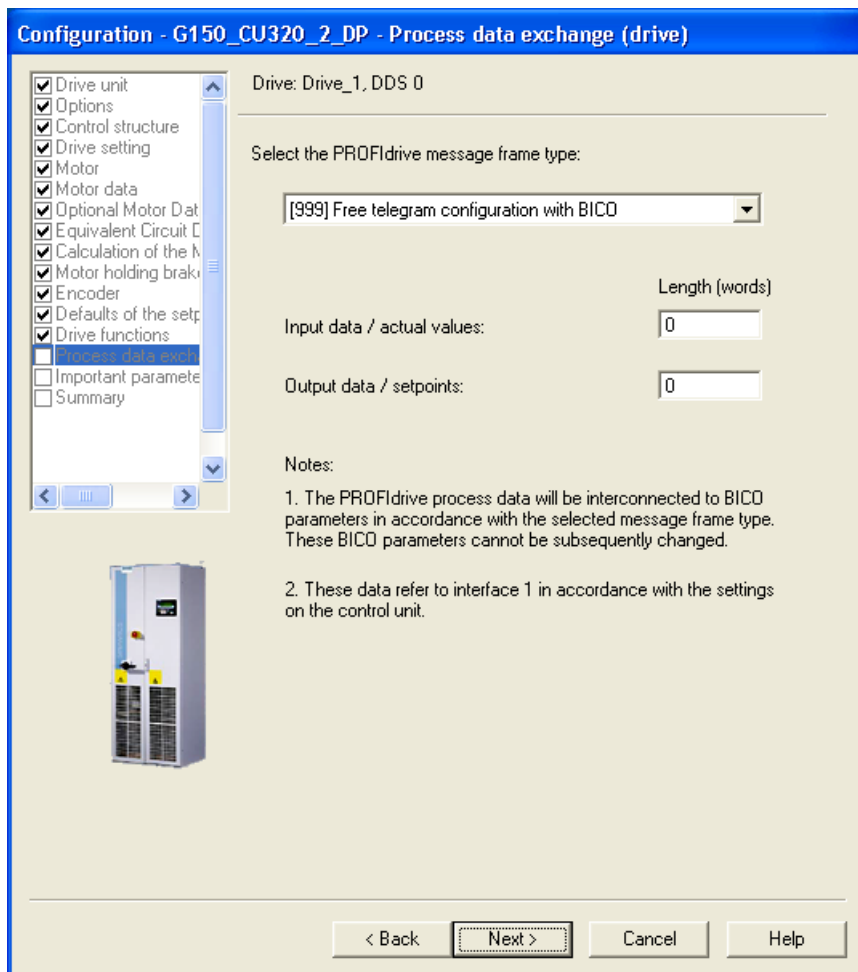 Configuration - G150_CU320_2_DP - Process data exchange (drive)
Drive unit
Options
Control structure
Drive setting
Motor
Motor data
Optional Motor Dat
Equivalent Circuit D
Calculation of the M
Motor holding brak
Encoder
Defaults of the setp
Drive functions
Process data exch
Important paramete
Summary
Drive: Drive_1, DDS 0
Select the PROFIdrive message frame type:
[999] Free telegram configuration with BICO
Length (words)
Input data / actual values:
0
Output data / setpoints:
0
Notes:
1. The PROFIdrive process data will be interconnected to BICO
parameters in accordance with the selected message frame type.
These BICO parameters cannot be subsequently changed.
2. These data refer to interface 1 in accordance with the settings
on the control unit.
< Back
Next >
Cancel
Help